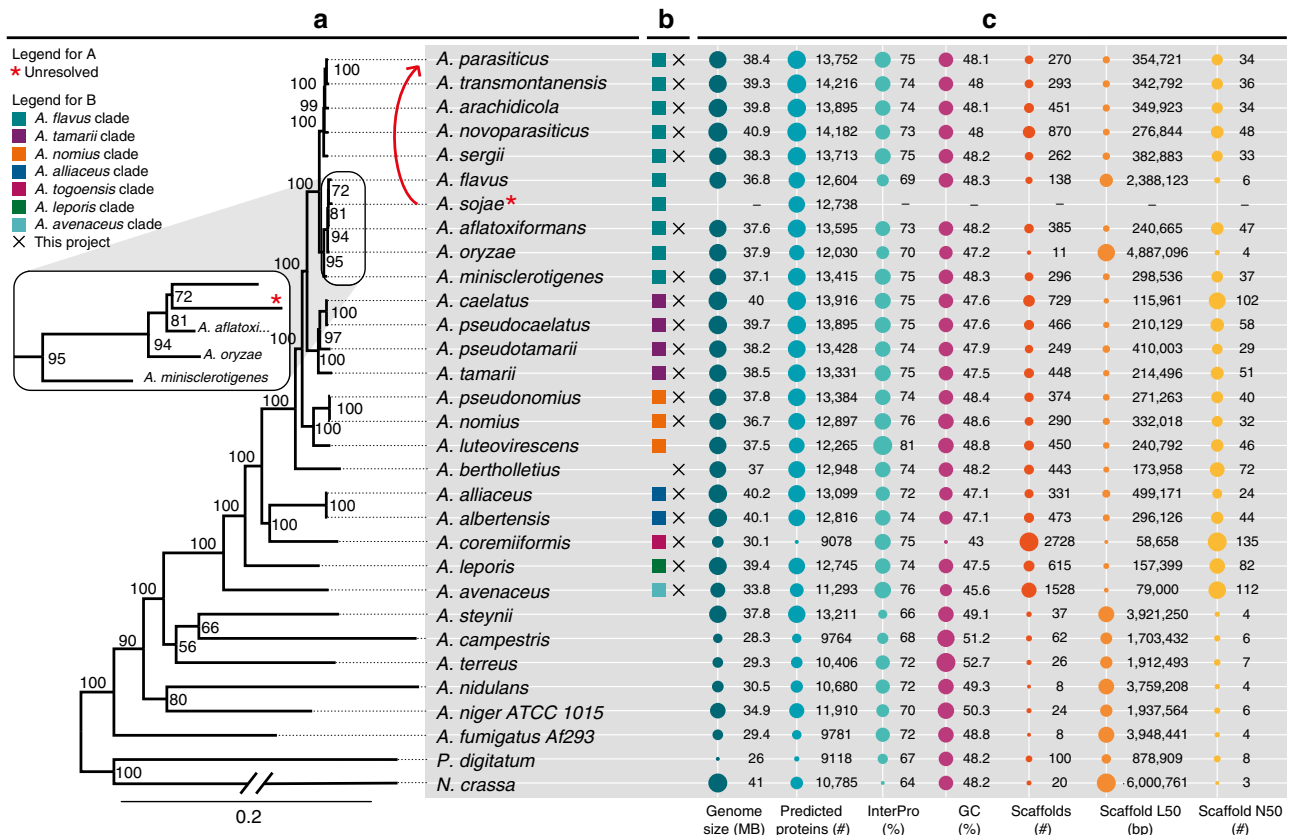 a
b
c
Legend for A
* Unresolved
Legend for B
A. flavus clade
A. tamarii clade
A. nomius clade
A. alliaceus clade
A. togoensis clade
A. leporis clade
A. avenaceus clade
× This project
100
100
99
100
100
72
81
94
95
100
100
97
100
100
100
100
100
100
100
100
100
100
100
66
56
90
100
80
100
0.2
72
*
81
A. aflatoxi...
94
A. oryzae
95
A. minisclerotigenes
A. parasiticus × 38.4 13,752 75 48.1 270 354,721 34
A. transmontanensis × 39.3 14,216 74 48 293 342,792 36
A. arachidicola × 39.8 13,895 74 48.1 451 349,923 34
A. novoparasiticus × 40.9 14,182 73 48 870 276,844 48
A. sergii × 38.3 13,713 75 48.2 262 382,883 33
A. flavus 36.8 12,604 69 48.3 138 2,388,123 6
A. sojae* – 12,738 – – – – –
A. aflatoxiformans × 37.6 13,595 73 48.2 385 240,665 47
A. oryzae 37.9 12,030 70 47.2 11 4,887,096 4
A. minisclerotigenes × 37.1 13,415 75 48.3 296 298,536 37
A. caelatus × 40 13,916 75 47.6 729 115,961 102
A. pseudocaelatus × 39.7 13,895 75 47.6 466 210,129 58
A. pseudotamarii × 38.2 13,428 74 47.9 249 410,003 29
A. tamarii × 38.5 13,331 74 47.5 448 214,496 51
A. pseudonomius × 37.8 13,384 74 48.4 374 271,263 40
A. nomius × 36.7 12,897 76 48.6 290 332,018 32
A. luteovirescens 37.5 12,265 81 48.8 450 240,792 46
A. bertholletius × 37 12,948 74 48.2 443 173,958 72
A. alliaceus × 40.2 13,099 72 47.1 331 499,171 24
A. albertensis × 40.1 12,816 74 47.1 473 296,126 44
A. coremiiformis × 30.1 9078 75 43 2728 58,658 135
A. leporis × 39.4 12,745 74 47.5 615 157,399 82
A. avenaceus × 33.8 11,293 76 45.6 1528 79,000 112
A. steynii 37.8 13,211 66 49.1 37 3,921,250 4
A. campestris 28.3 9764 68 51.2 62 1,703,432 6
A. terreus 29.3 10,406 72 52.7 26 1,912,493 7
A. nidulans 30.5 10,680 72 49.3 8 3,759,208 4
A. niger ATCC 1015 34.9 11,910 70 50.3 24 1,937,564 6
A. fumigatus Af293 29.4 9781 72 48.8 8 3,948,441 4
P. digitatum 26 9118 67 48.2 100 878,909 8
N. crassa 41 10,785 64 48.2 20 6,000,761 3
Genome Predicted InterPro GC Scaffolds Scaffold L50 Scaffold N50
size (MB) proteins (#) (%) (%) (#) (bp) (#)